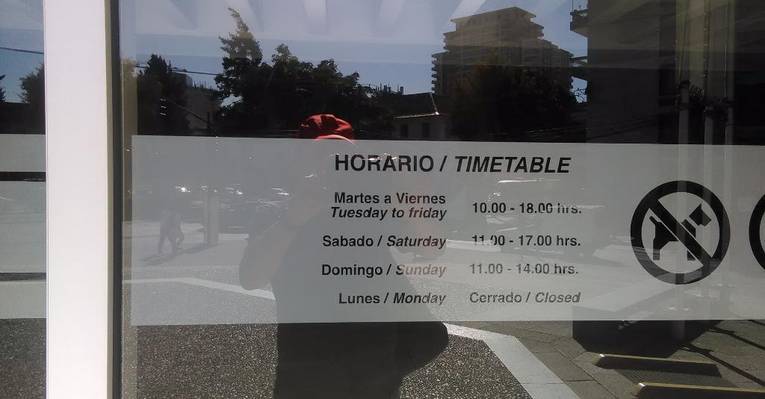 HORARIO / TIMETABLE
Martes a Viernes
Tuesday to friday 10.00 - 18.00 hrs.
Sabado / Saturday 11.00 - 17.00 hrs.
Domingo / Sunday 11.00 - 14.00 hrs.
Lunes / Monday Cerrado / Closed